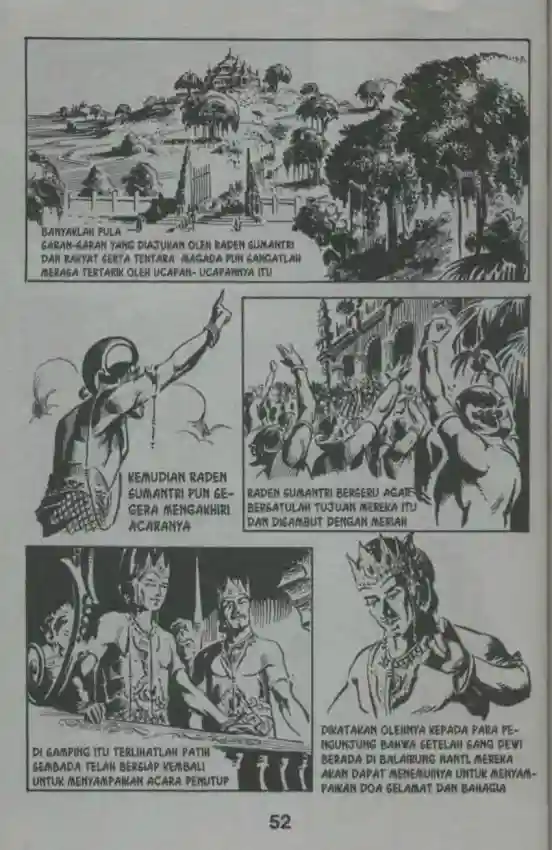 BANYAKLAH PULA
SARAN-SARAN YANG DIAJUKAN OLEH RADEN SUMANTRI
DAN RAKYAT SERTA TENTARA MAGADA PUN SANGATLAH
MERASA TERTARIK OLEH UCAPAN-UCAPANNYA ITU
KEMUDIAN RADEN
SUMANTRI PUN SE-
GERA MENGAKHIRI
ACARANYA
RADEN SUMANTRI BERSERU AGAR
BERSATULAH TUJUAN MEREKA ITU
DAN DISAMBUT DENGAN MERIAH
DI SAMPING ITU TERLIHATLAH PATIH
SEMBADA TELAH BERSIAP KEMBALI
UNTUK MENYAMPAIKAN ACARA PENUTUP
DIKATAKAN OLEHNYA KEPADA PARA PE-
NGUNJUNG BAHWA SETELAH SANG DEWI
BERADA DI BALAIRUNG NANTI, MEREKA
AKAN DAPAT MENEMUINYA UNTUK MENYAM-
PAIKAN DOA SELAMAT DAN BAHAGIA
52